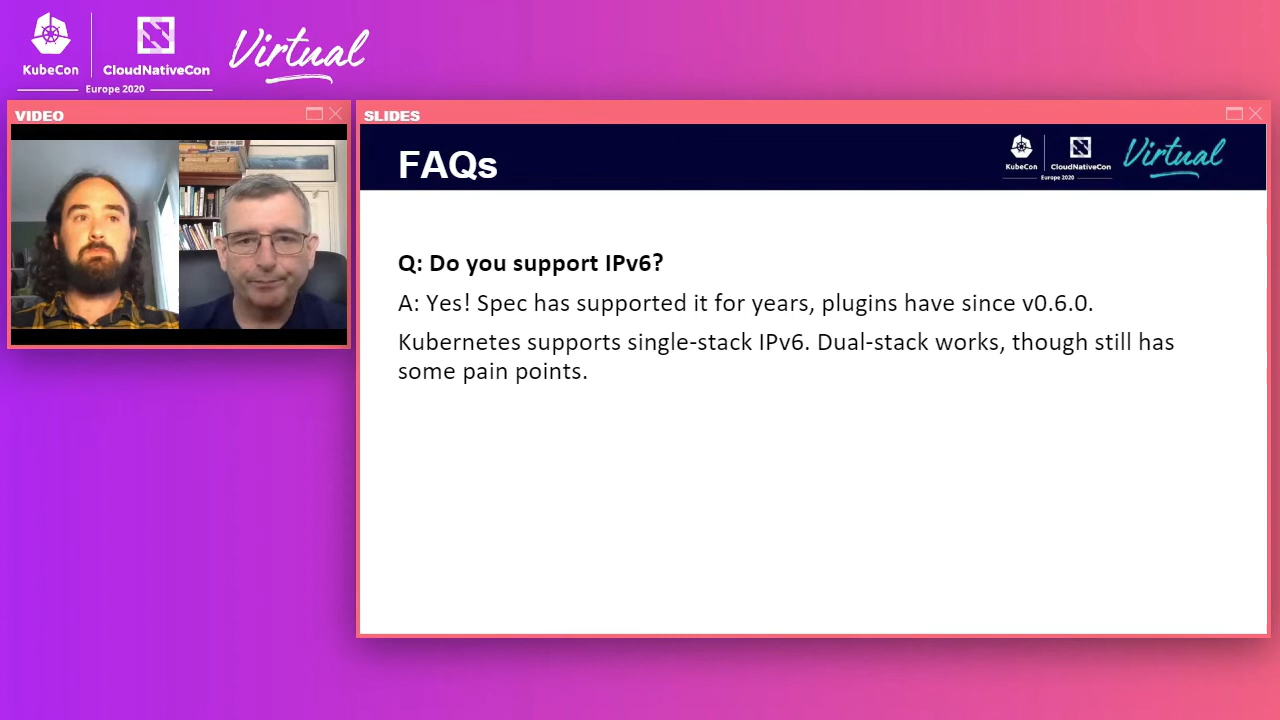 KubeCon
CloudNativeCon
Virtual
Europe 2020
VIDEO
SLIDES
FAQs
KubeCon
CloudNativeCon
Virtual
Europe 2020
Q: Do you support IPv6?
A: Yes! Spec has supported it for years, plugins have since v0.6.0.
Kubernetes supports single-stack IPv6. Dual-stack works, though still has
some pain points.